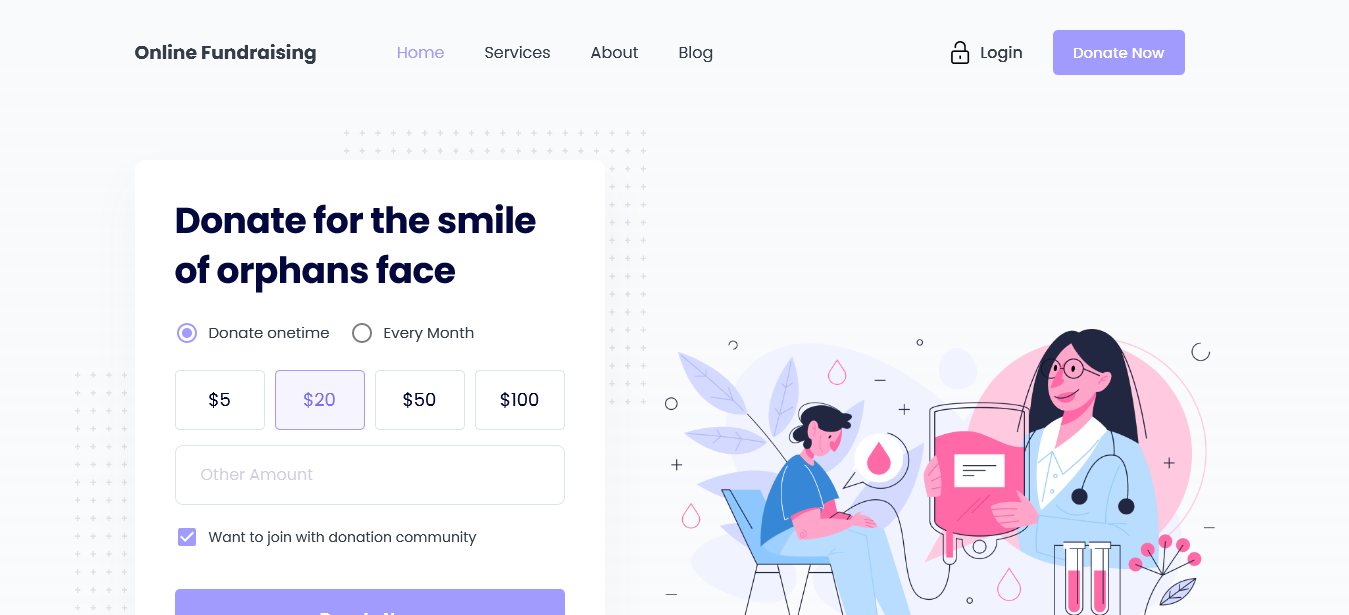 Online Fundraising
Home
Services
About
Blog
Login
Donate Now
Donate for the smile
of orphans face
Donate onetime
Every Month
$5
$20
$50
$100
Other Amount
Want to join with donation community